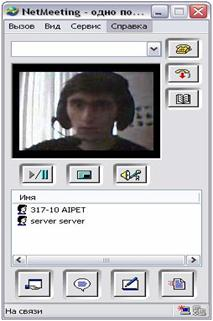 NetMeeting - одно по...
Вызов Вид Сервис Справка
Имя
317-10 AIPET
server server
На связи